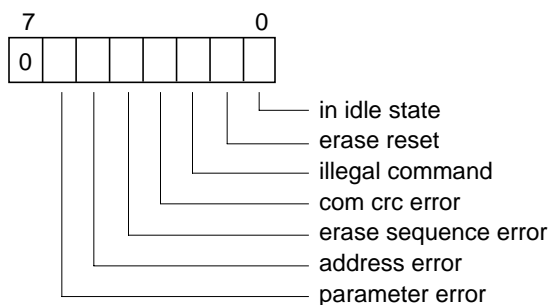 7 0
0
in idle state
erase reset
illegal command
com crc error
erase sequence error
address error
parameter error